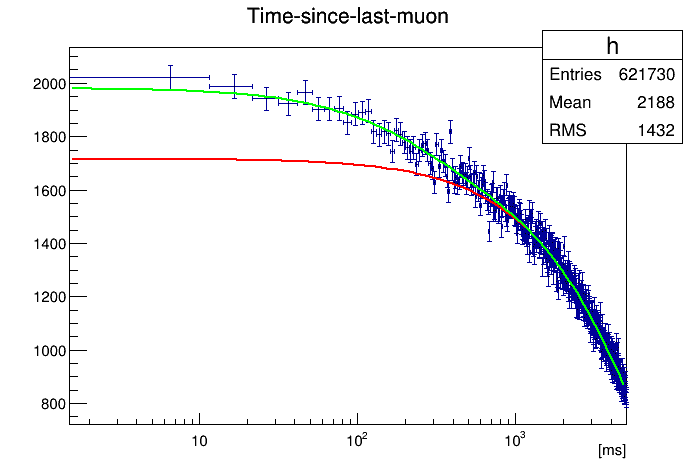 Time-since-last-muon
h
Entries 621730
Mean 2188
RMS 1432
2000
1800
1600
1400
1200
1000
800
10
10²
10³
[ms]